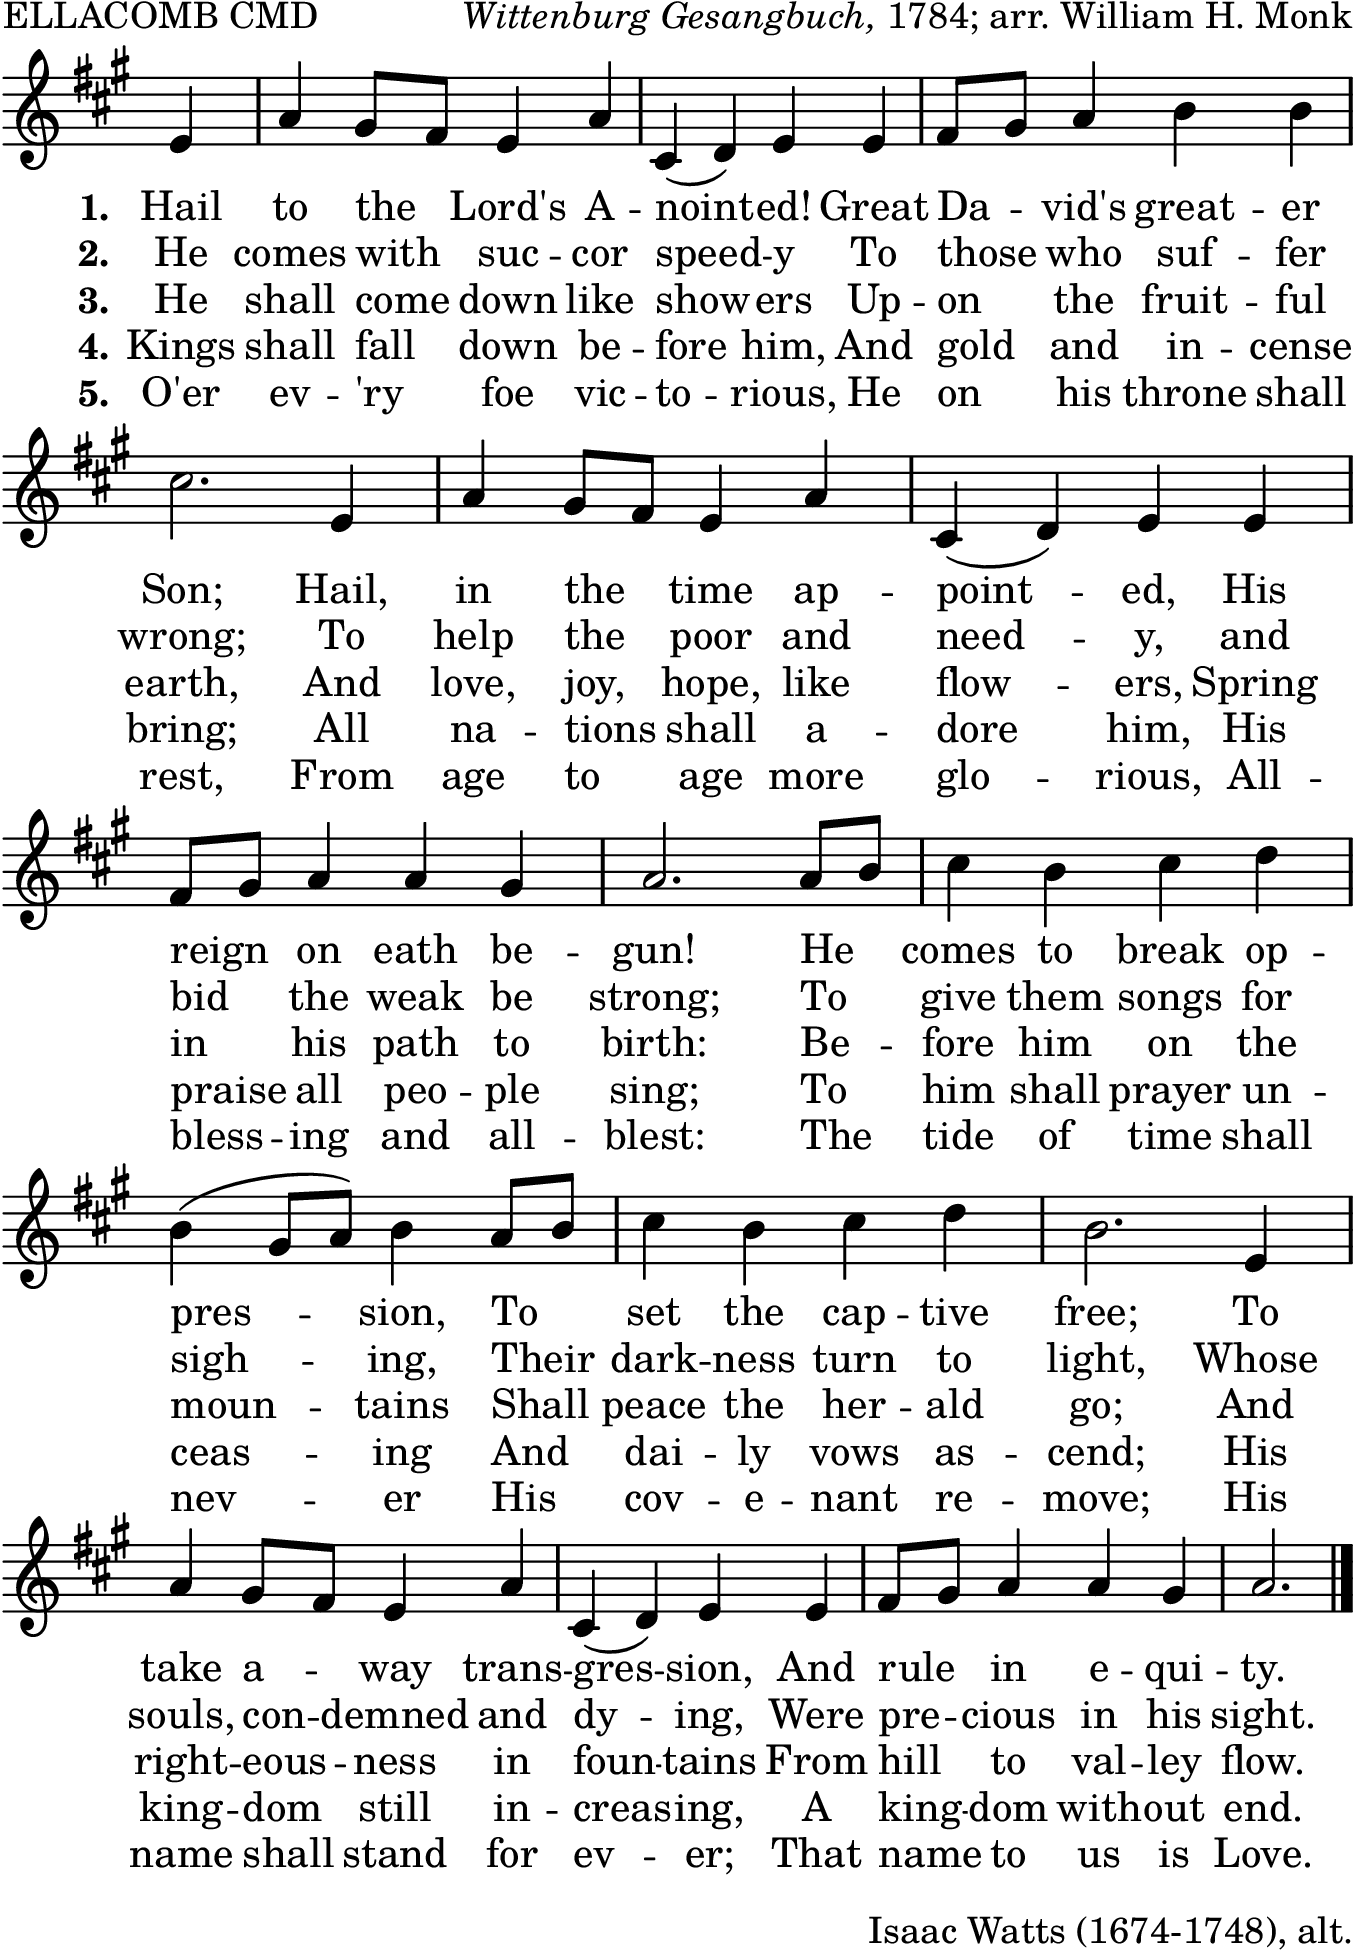 ELLACOMB CMD Wittenburg Gesangbuch, 1784; arr. William H. Monk
1. Hail to the Lord's A -- nointed! Great Da -- vid's great -- er
2. He comes with suc -- cor speed -- y To those who suf -- fer
3. He shall come down like showers Up -- on the fruit -- ful
4. Kings shall fall down be -- fore him, And gold and in -- cense
5. O'er ev -- 'ry foe vic -- to -- rious, He on his throne shall
Son; Hail, in the time ap -- point -- ed, His
wrong; To help the poor and need -- y, and
earth, And love, joy, hope, like flow -- ers, Spring
bring; All na -- tions shall a -- dore him, His
rest, From age to age more glo -- rious, All --
reign on eath be -- gun! He comes to break op --
bid the weak be strong; To give them songs for
in his path to birth: Be -- fore him on the
praise all peo -- ple sing; To him shall prayer un --
bless -- ing and all -- blest: The tide of time shall
pres -- sion, To set the cap -- tive free; To
sigh -- ing, Their dark -- ness turn to light, Whose
moun -- tains Shall peace the her -- ald go; And
ceas -- ing And dai -- ly vows as -- cend; His
nev -- er His cov -- e -- nant re -- move; His
take a -- way trans -- gres -- sion, And rule in e -- qui -- ty.
souls, con -- demned and dy -- ing, Were pre -- cious in his sight.
right -- eous -- ness in foun -- tains From hill to val -- ley flow.
king -- dom still in -- creasing, A king -- dom without end.
name shall stand for ev -- er; That name to us is Love.
Isaac Watts (1674-1748), alt.